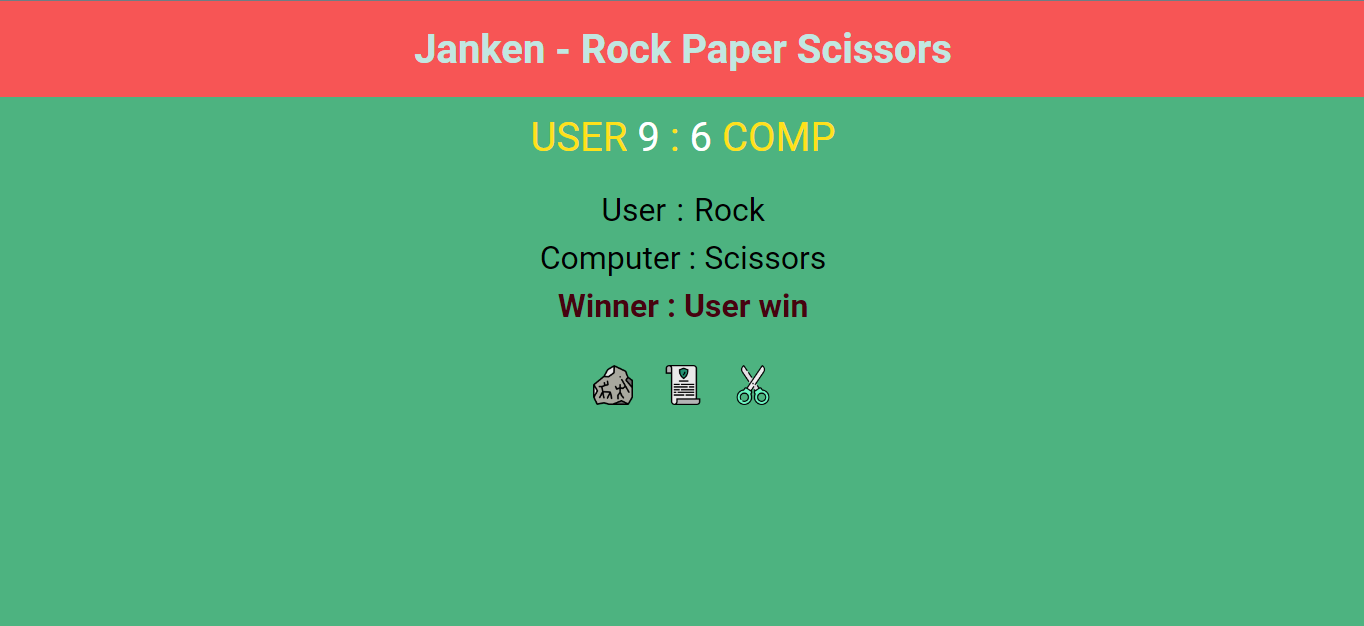 Janken - Rock Paper Scissors
USER 9 : 6 COMP
User : Rock
Computer : Scissors
Winner : User win